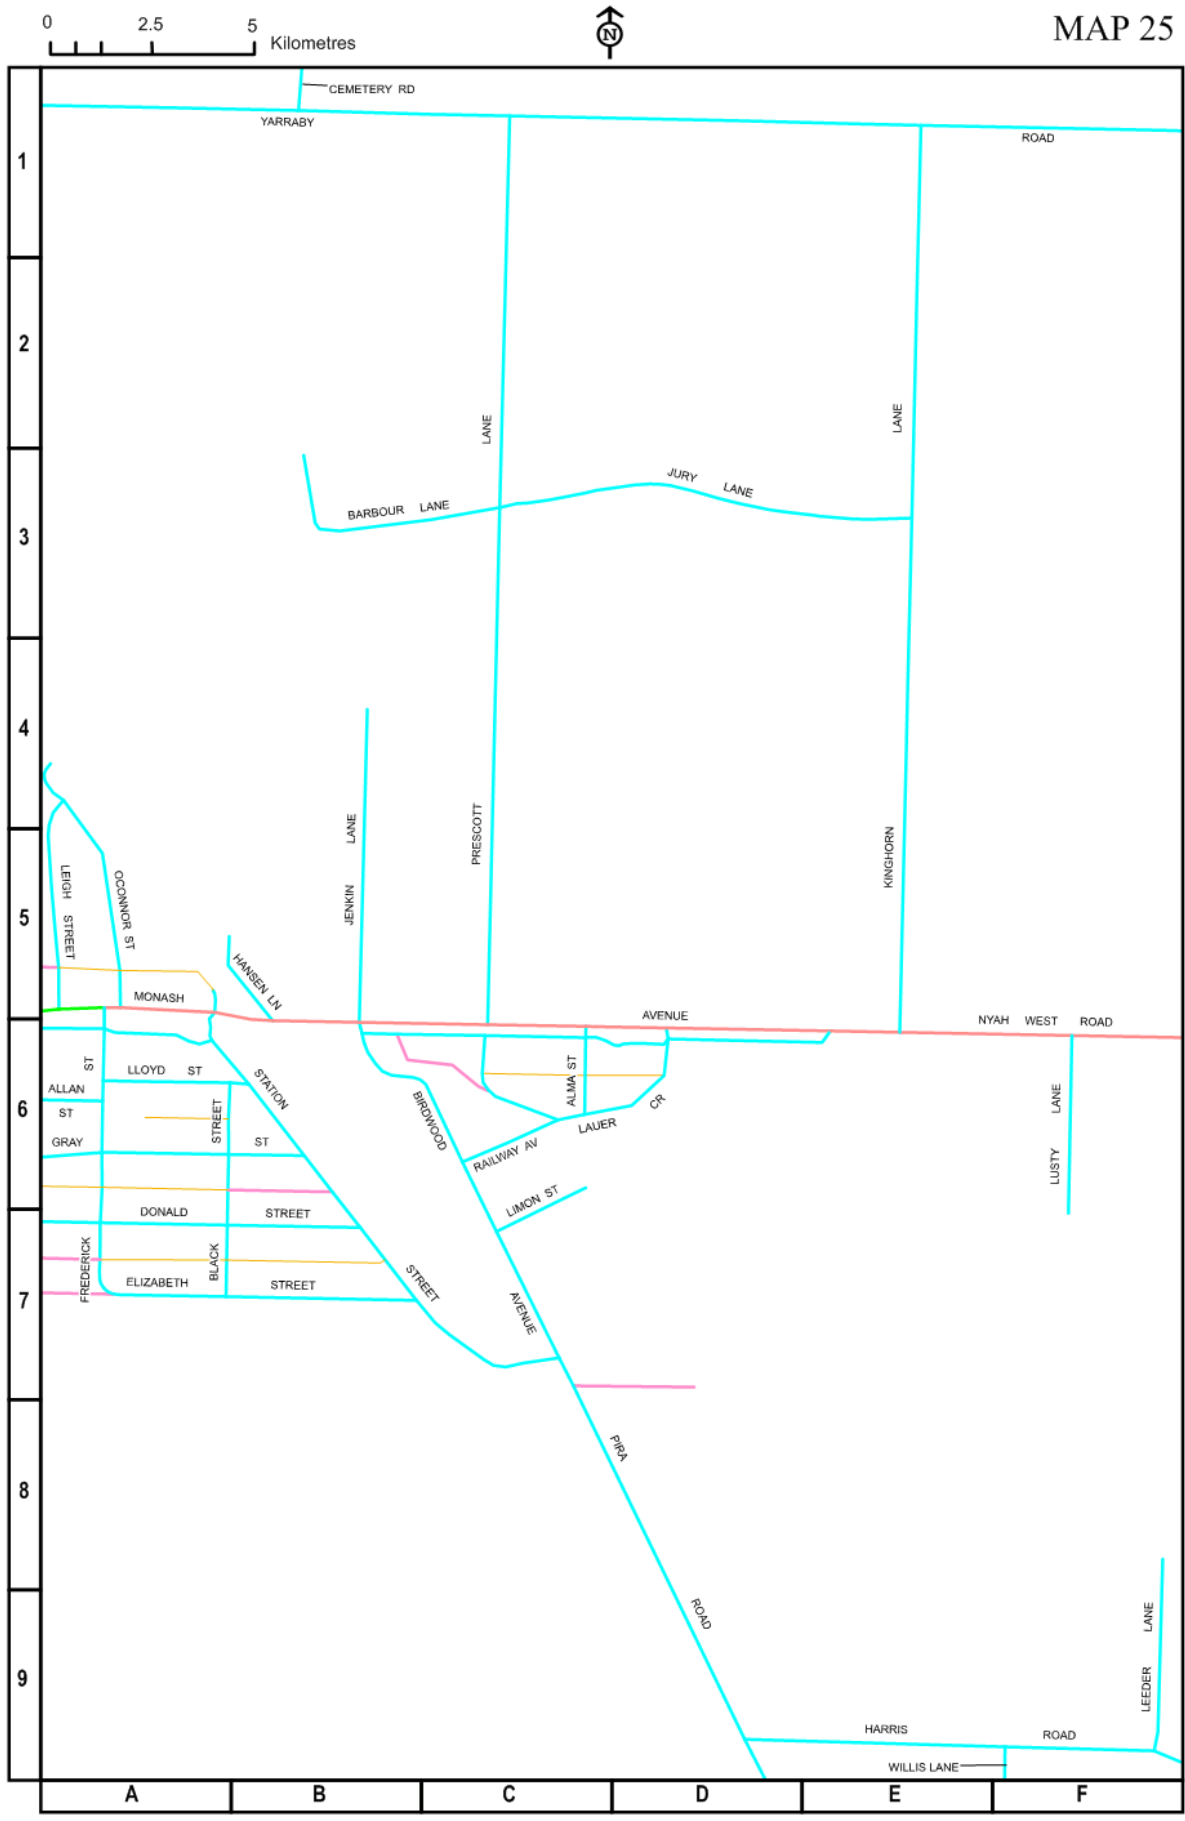 0 2.5 5
Kilometres
N
MAP 25
CEMETERY RD
YARRABY
ROAD
1
2
LANE
LANE
3
BARBOUR LANE
JURY LANE
4
PRESCOTT
JENKIN LANE
KINGHORN
5
LEIGH STREET
OCONNOR ST
HANSEN LN
MONASH
AVENUE
NYAH WEST ROAD
6
ST
LLOYD ST
STATION
ALLAN
ST
STREET
GRAY
ST
BIRDWOOD
ALMA ST
LAUER
CR
RAILWAY AV
LIMON ST
LUSTY LANE
DONALD STREET
7
FREDERICK
BLACK
ELIZABETH STREET
STREET
AVENUE
8
PIRA
9
ROAD
LEEDER LANE
HARRIS ROAD
WILLIS LANE
A B C D E F